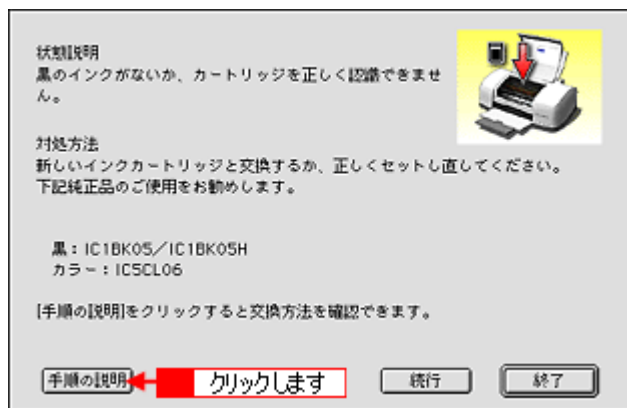 状態説明
黒のインクがないか、カートリッジを正しく認識できませ
ん。
対処方法
新しいインクカートリッジと交換するか、正しくセットし直してください。
下記純正品のご使用をお勧めします。
黒：IC1BK05／IC1BK05H
カラー：IC5CL06
[手順の説明]をクリックすると交換方法を確認できます。
手順の説明 クリックします 続行 終了